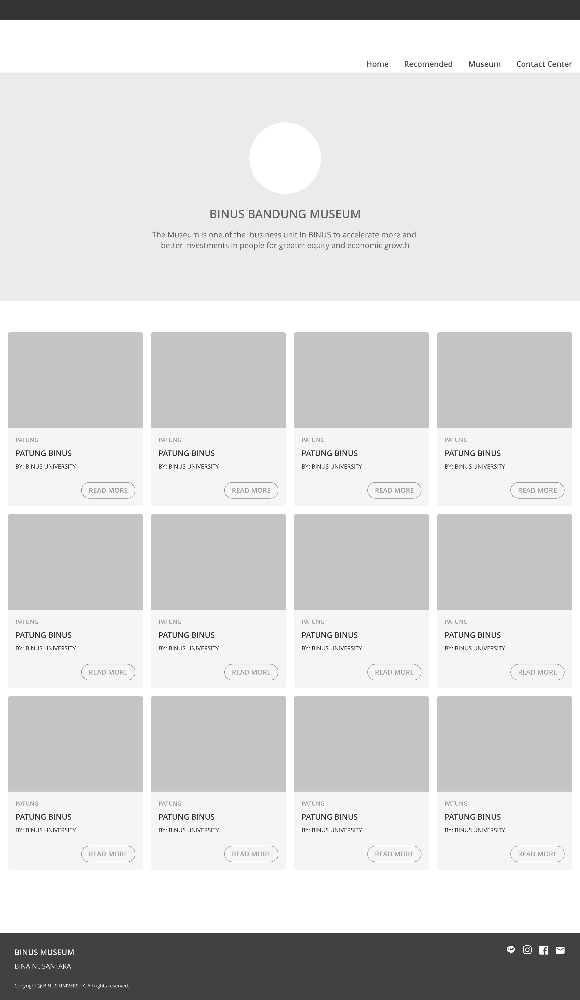 Home Recomended Museum Contact Center
BINUS BANDUNG MUSEUM
The Museum is one of the  business unit in BINUS to accelerate more and
better investments in people for greater equity and economic growth
PATUNG
PATUNG BINUS
BY: BINUS UNIVERSITY
READ MORE
PATUNG
PATUNG BINUS
BY: BINUS UNIVERSITY
READ MORE
PATUNG
PATUNG BINUS
BY: BINUS UNIVERSITY
READ MORE
PATUNG
PATUNG BINUS
BY: BINUS UNIVERSITY
READ MORE
PATUNG
PATUNG BINUS
BY: BINUS UNIVERSITY
READ MORE
PATUNG
PATUNG BINUS
BY: BINUS UNIVERSITY
READ MORE
PATUNG
PATUNG BINUS
BY: BINUS UNIVERSITY
READ MORE
PATUNG
PATUNG BINUS
BY: BINUS UNIVERSITY
READ MORE
PATUNG
PATUNG BINUS
BY: BINUS UNIVERSITY
READ MORE
PATUNG
PATUNG BINUS
BY: BINUS UNIVERSITY
READ MORE
PATUNG
PATUNG BINUS
BY: BINUS UNIVERSITY
READ MORE
PATUNG
PATUNG BINUS
BY: BINUS UNIVERSITY
READ MORE
BINUS MUSEUM
BINA NUSANTARA
Copyright @ BINUS UNIVERSITY. All rights reserved.
LINE